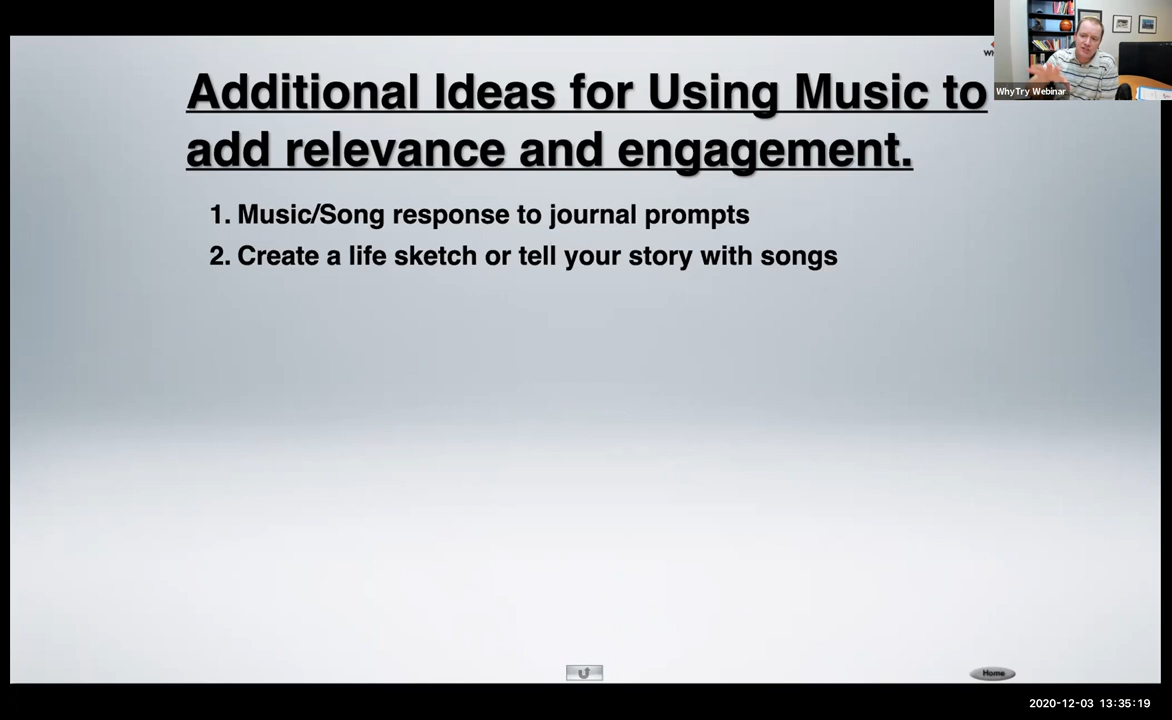 Additional Ideas for Using Music to
add relevance and engagement.
1. Music/Song response to journal prompts
2. Create a life sketch or tell your story with songs
WhyTry Webinar
Home
2020-12-03 13:35:19